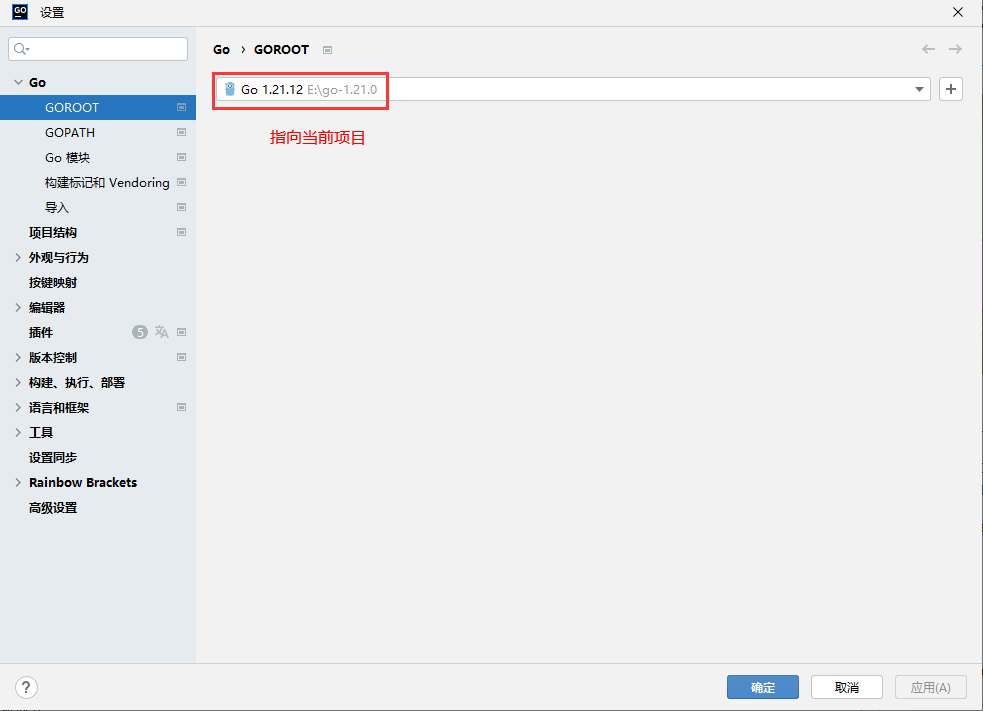 GO 设置
Go › GOROOT
Go
GOROOT
GOPATH
Go 模块
构建标记和 Vendoring
导入
项目结构
外观与行为
按键映射
编辑器
插件 5
版本控制
构建、执行、部署
语言和框架
工具
设置同步
Rainbow Brackets
高级设置
Go 1.21.12 E:\go-1.21.0
指向当前项目
?
确定
取消
应用(A)